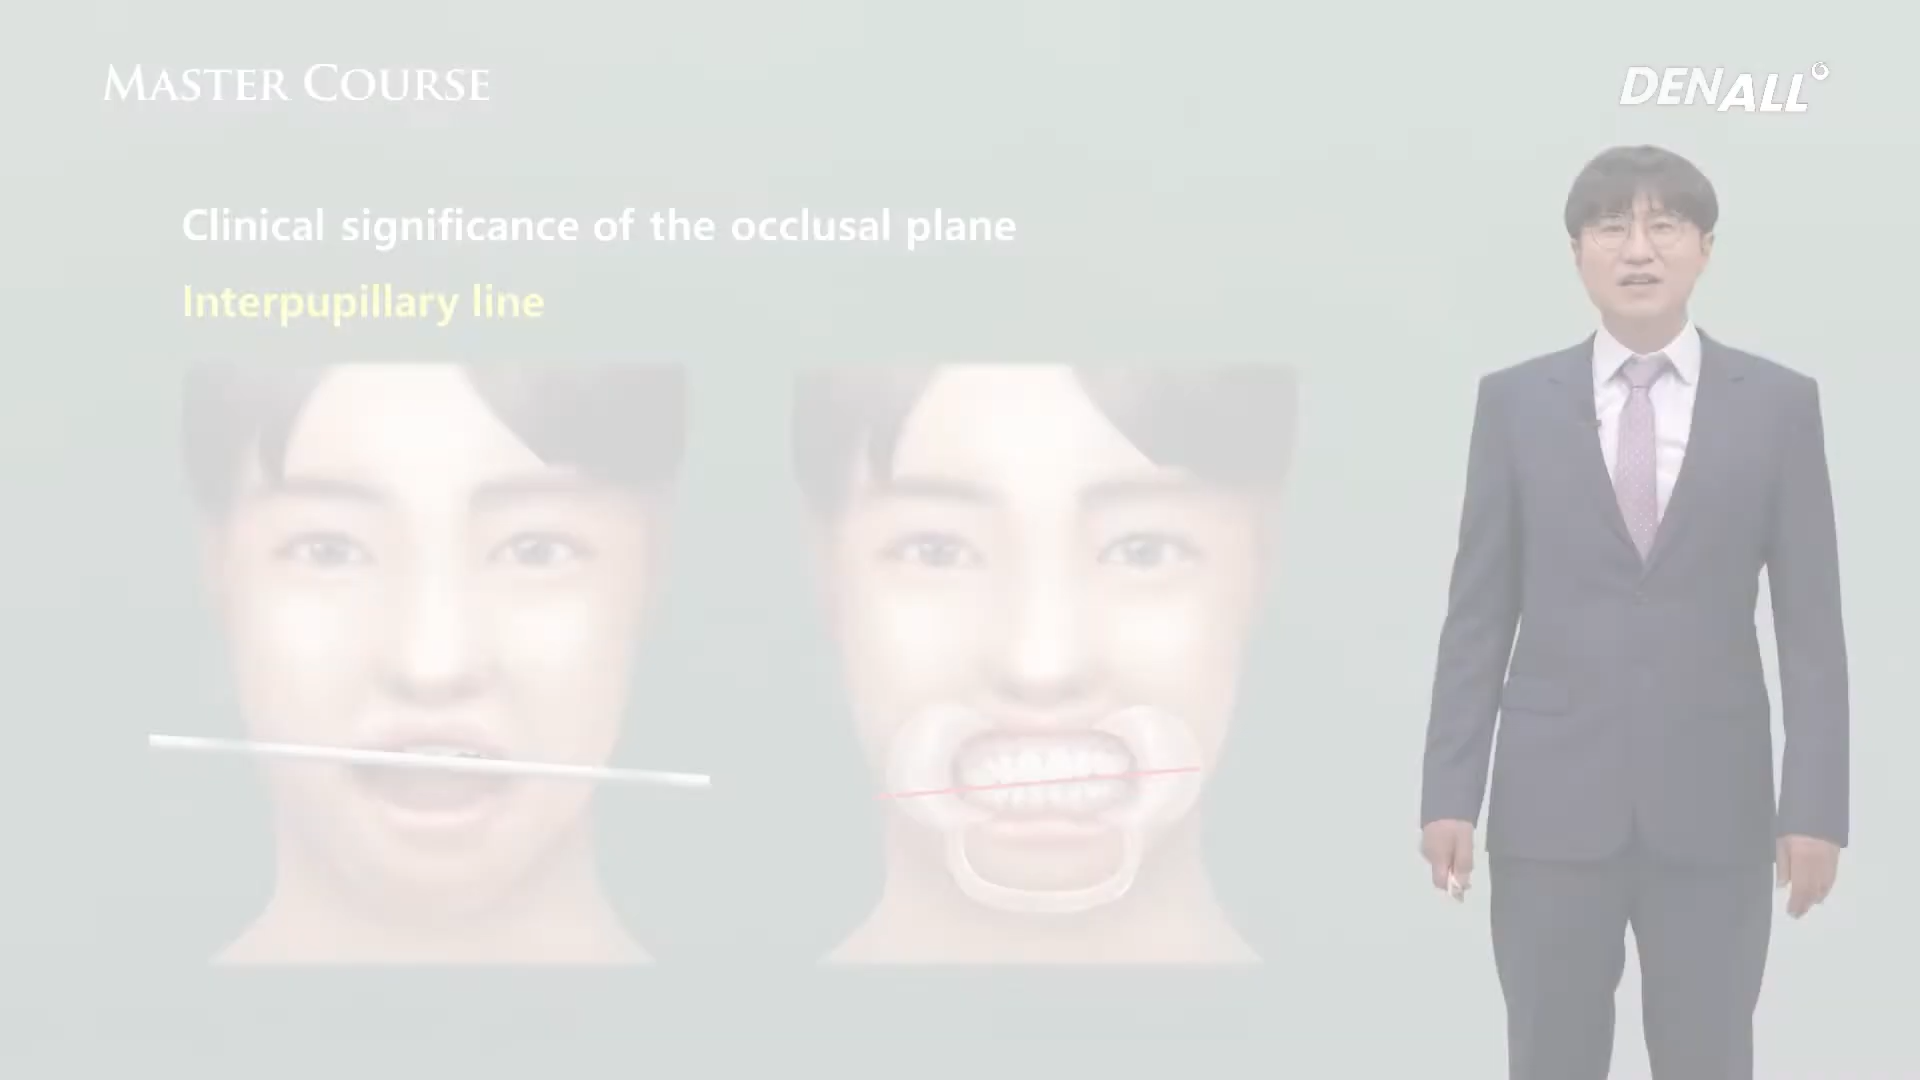 MASTER COURSE
DENALL
Clinical significance of the occlusal plane
Interpupillary line